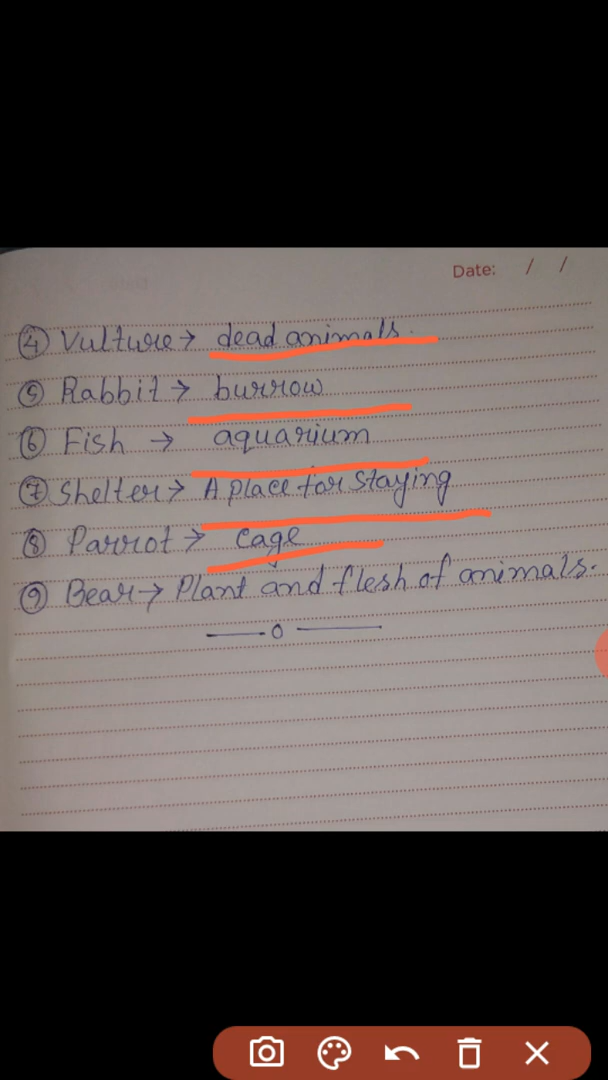 Date: / /
④ Vulture → dead animals.
⑤ Rabbit → burrow
⑥ Fish → aquarium
⑦ Shelter → A place for staying
⑧ Parrot → cage
⑨ Bear → Plant and flesh of animals.